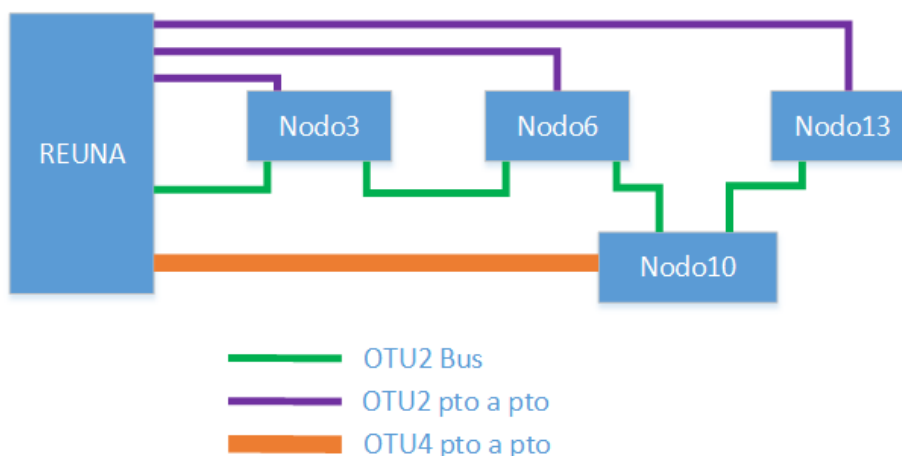 Nodo3
Nodo6
Nodo13
REUNA
Nodo10
OTU2 Bus
OTU2 pto a pto
OTU4 pto a pto